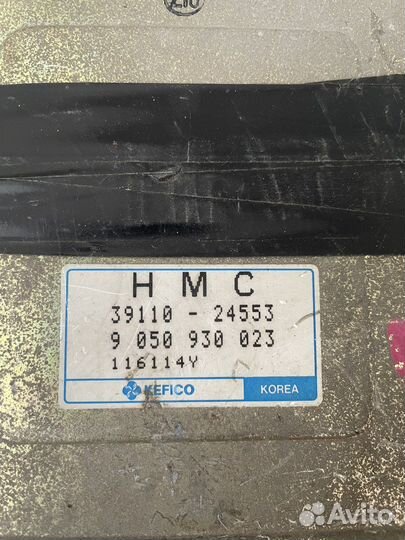 H M C
39110 - 24553
9 050 930 023
116114Y
KEFICO KOREA
Avito